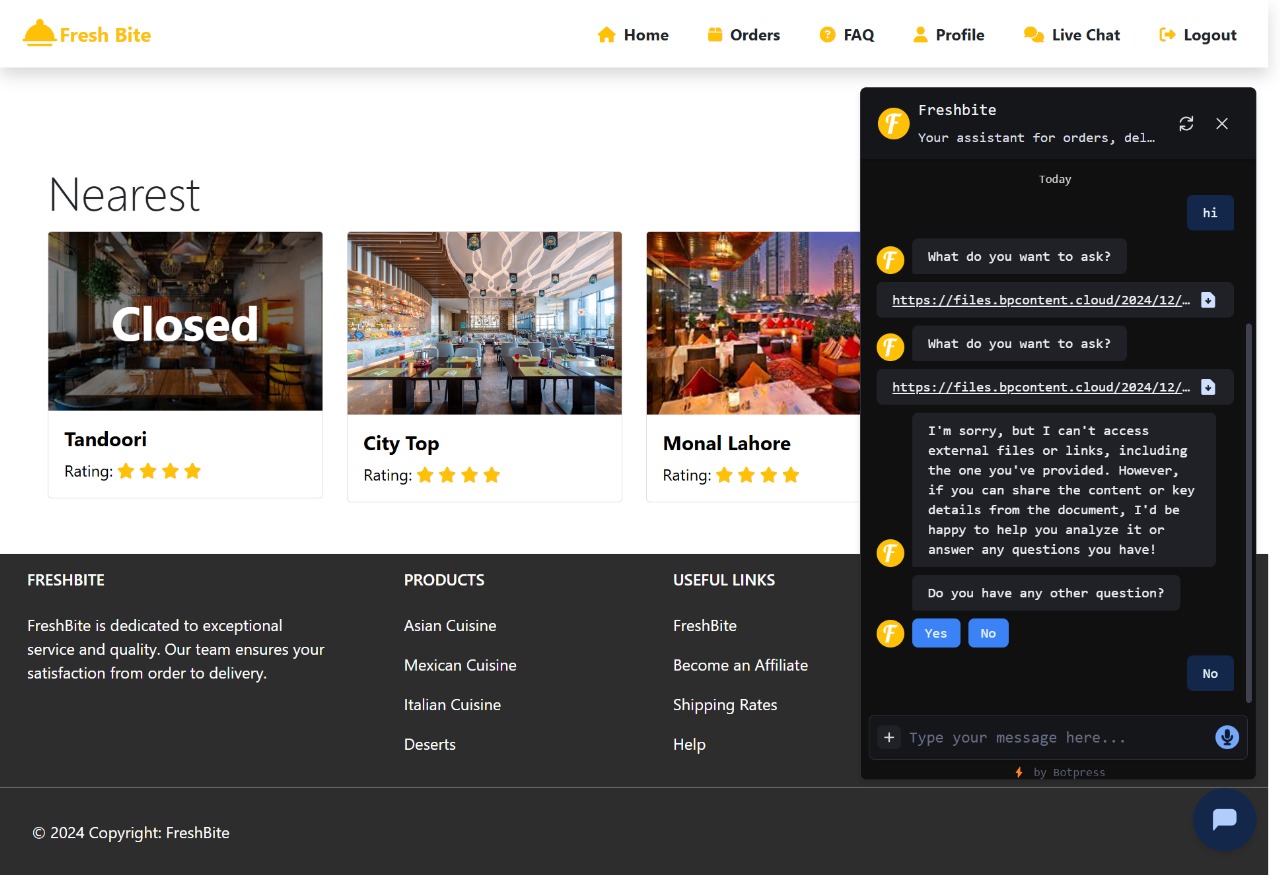 Fresh Bite
Home
Orders
FAQ
Profile
Live Chat
Logout
Nearest
Closed
Tandoori
Rating:
City Top
Rating:
Monal Lahore
Rating:
FRESHBITE
FreshBite is dedicated to exceptional
service and quality. Our team ensures your
satisfaction from order to delivery.
PRODUCTS
Asian Cuisine
Mexican Cuisine
Italian Cuisine
Deserts
USEFUL LINKS
FreshBite
Become an Affiliate
Shipping Rates
Help
© 2024 Copyright: FreshBite
F
Freshbite
Your assistant for orders, del…
Today
hi
F
What do you want to ask?
https://files.bpcontent.cloud/2024/12/…
F
What do you want to ask?
https://files.bpcontent.cloud/2024/12/…
I'm sorry, but I can't access
external files or links, including
the one you've provided. However,
if you can share the content or key
details from the document, I'd be
happy to help you analyze it or
answer any questions you have!
F
Do you have any other question?
F
Yes
No
No
Type your message here...
by Botpress